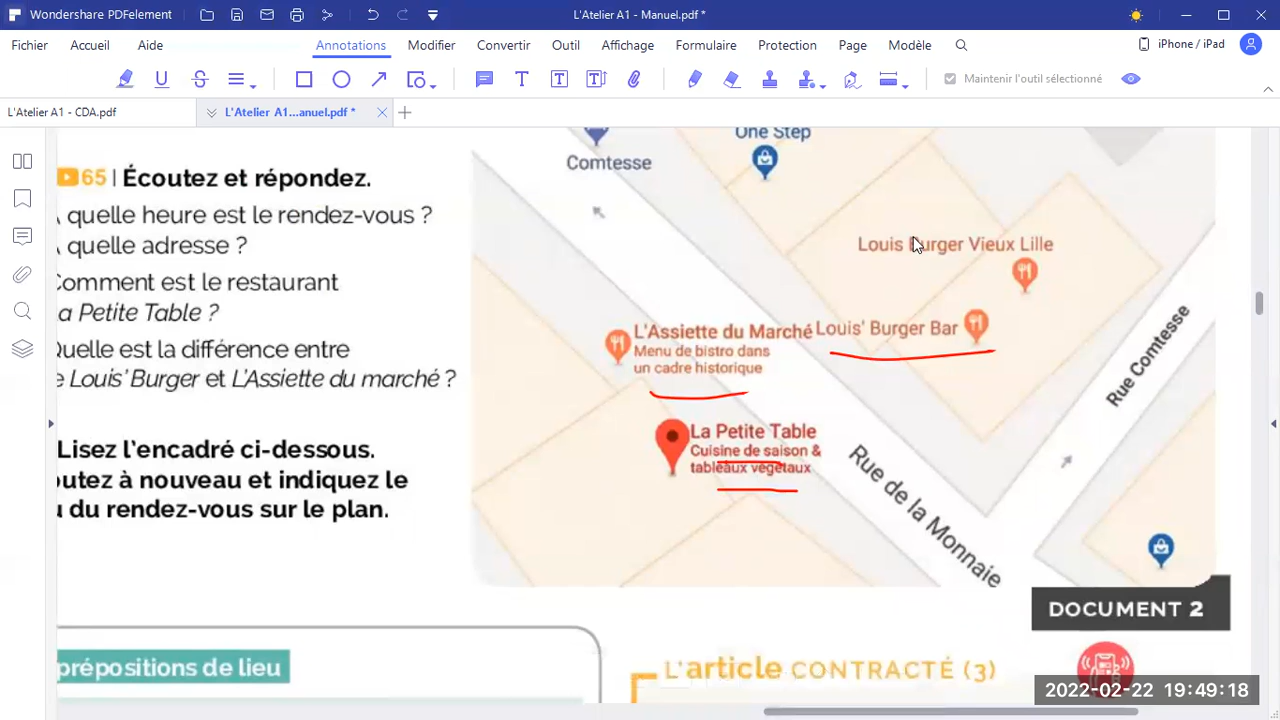 Wondershare PDFelement
L'Atelier A1 - Manuel.pdf *
Fichier Accueil Aide Annotations Modifier Convertir Outil Affichage Formulaire Protection Page Modèle iPhone / iPad
Maintenir l'outil sélectionné
L'Atelier A1 - CDA.pdf
L'Atelier A1...anuel.pdf *
65 | Écoutez et répondez.
quelle heure est le rendez-vous ?
quelle adresse ?
Comment est le restaurant
La Petite Table ?
Quelle est la différence entre
Louis' Burger et L'Assiette du marché ?
Lisez l'encadré ci-dessous.
outez à nouveau et indiquez le
u du rendez-vous sur le plan.
One Step
Comtesse
Louis Burger Vieux Lille
Louis' Burger Bar
L'Assiette du Marché
Menu de bistro dans
un cadre historique
La Petite Table
Cuisine de saison &
tableaux végétaux
Rue Comtesse
Rue de la Monnaie
DOCUMENT 2
prépositions de lieu
L'article CONTRACTÉ (3)
2022-02-22 19:49:18